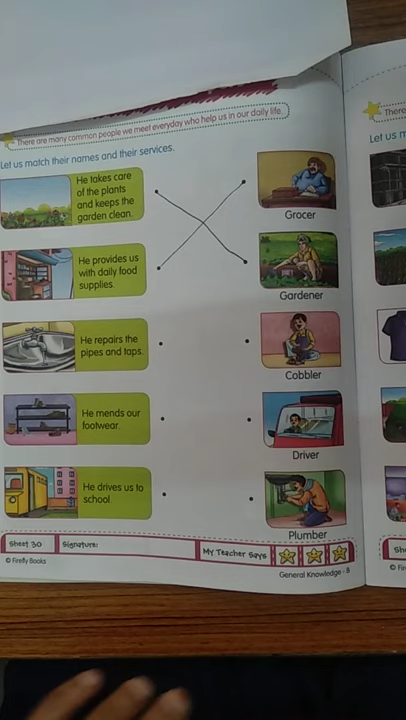 There are many common people we meet everyday who help us in our daily life.
There
Let us match their names and their services.
Let us m
He takes care
of the plants
and keeps the
garden clean.
Grocer
He provides us
with daily food
supplies.
Gardener
He repairs the
pipes and taps.
Cobbler
He mends our
footwear.
Driver
He drives us to
school.
Plumber
Sheet 30
Signature:
My Teacher Says
© Firefly Books
General Knowledge - 8
Sh
© Fire